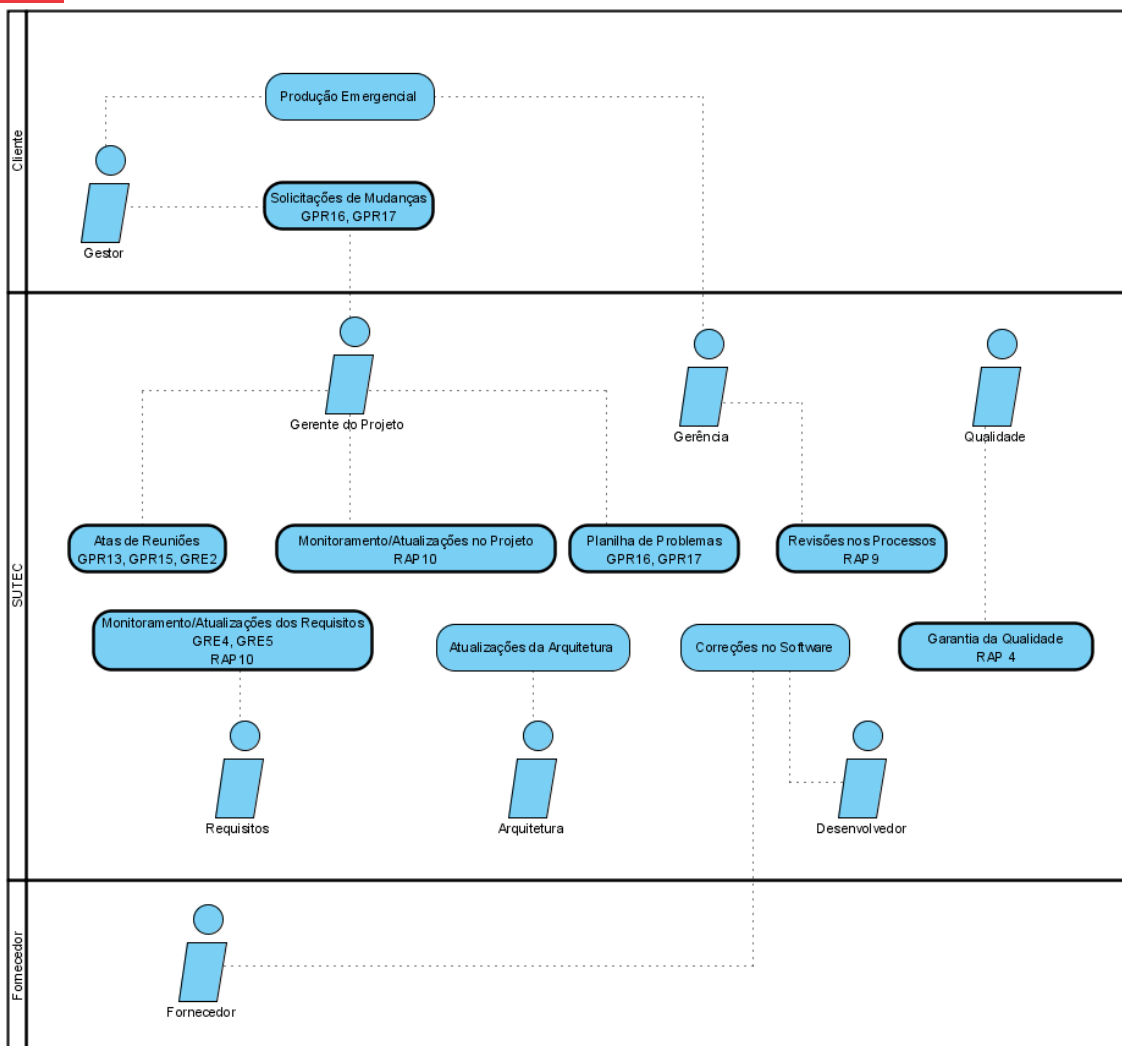 Cliente
Produção Emergencial
Solicitações de Mudanças
GPR16, GPR17
Gestor
SUTEC
Gerente do Projeto
Gerência
Qualidade
Atas de Reuniões
GPR13, GPR15, GRE2
Monitoramento/Atualizações no Projeto
RAP10
Planilha de Problemas
GPR16, GPR17
Revisões nos Processos
RAP9
Monitoramento/Atualizações dos Requisitos
GRE4, GRE5
RAP10
Atualizações da Arquitetura
Correções no Software
Garantia da Qualidade
RAP 4
Requisitos
Arquitetura
Desenvolvedor
Fornecedor
Fornecedor